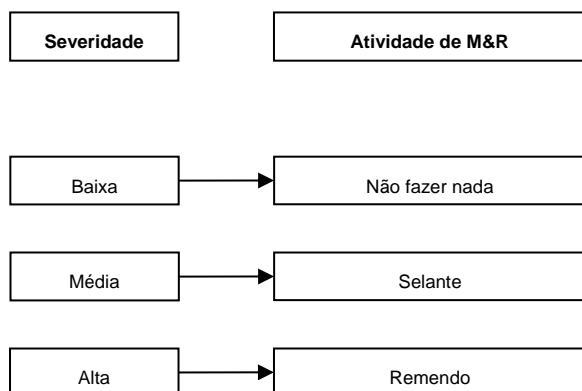 Severidade Atividade de M&R
Baixa Não fazer nada
Média Selante
Alta Remendo